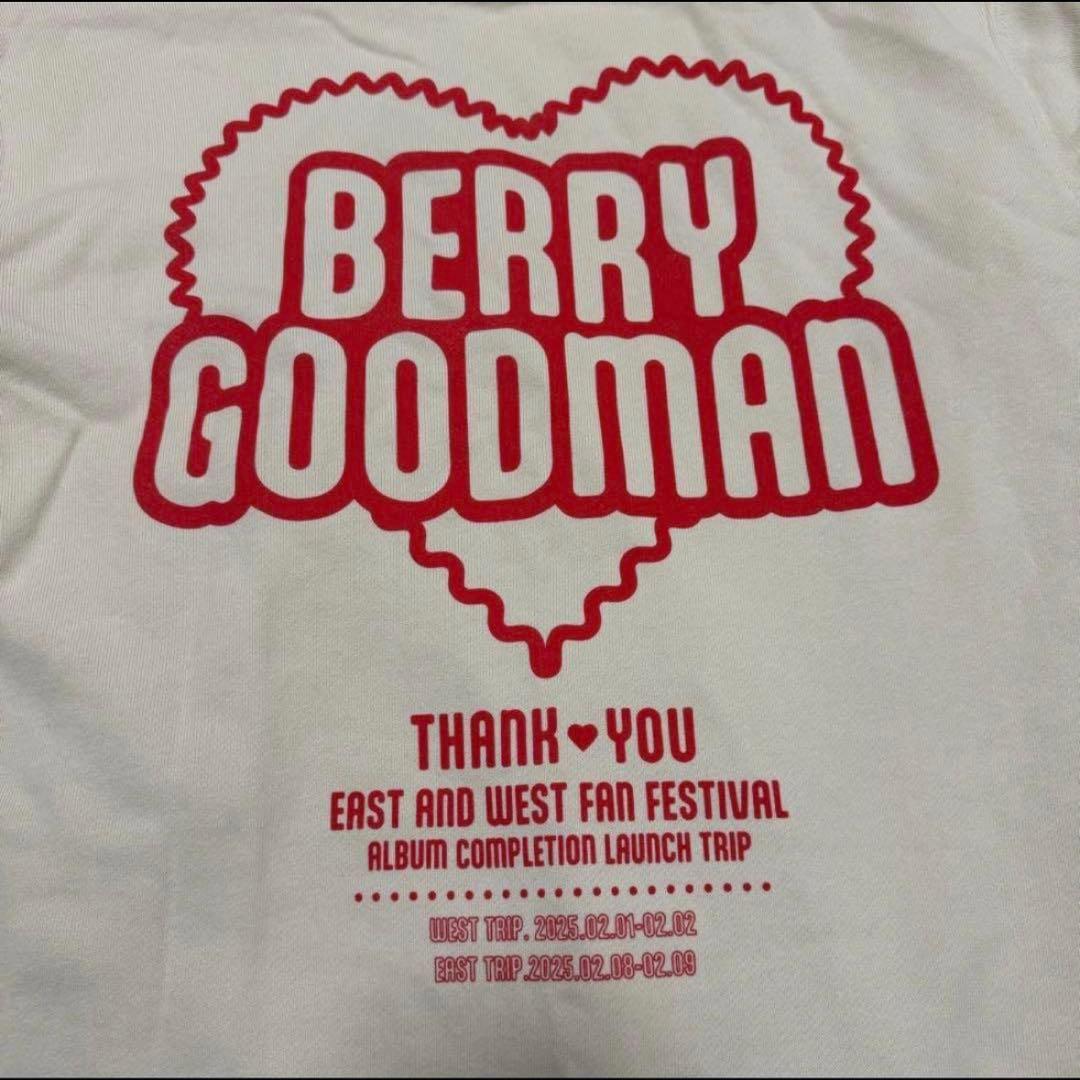 BERRY
GOODMAN
THANK♥YOU
EAST AND WEST FAN FESTIVAL
ALBUM COMPLETION LAUNCH TRIP
WEST TRIP. 2025.02.01-02.02
EAST TRIP.2025.02.08-02.09